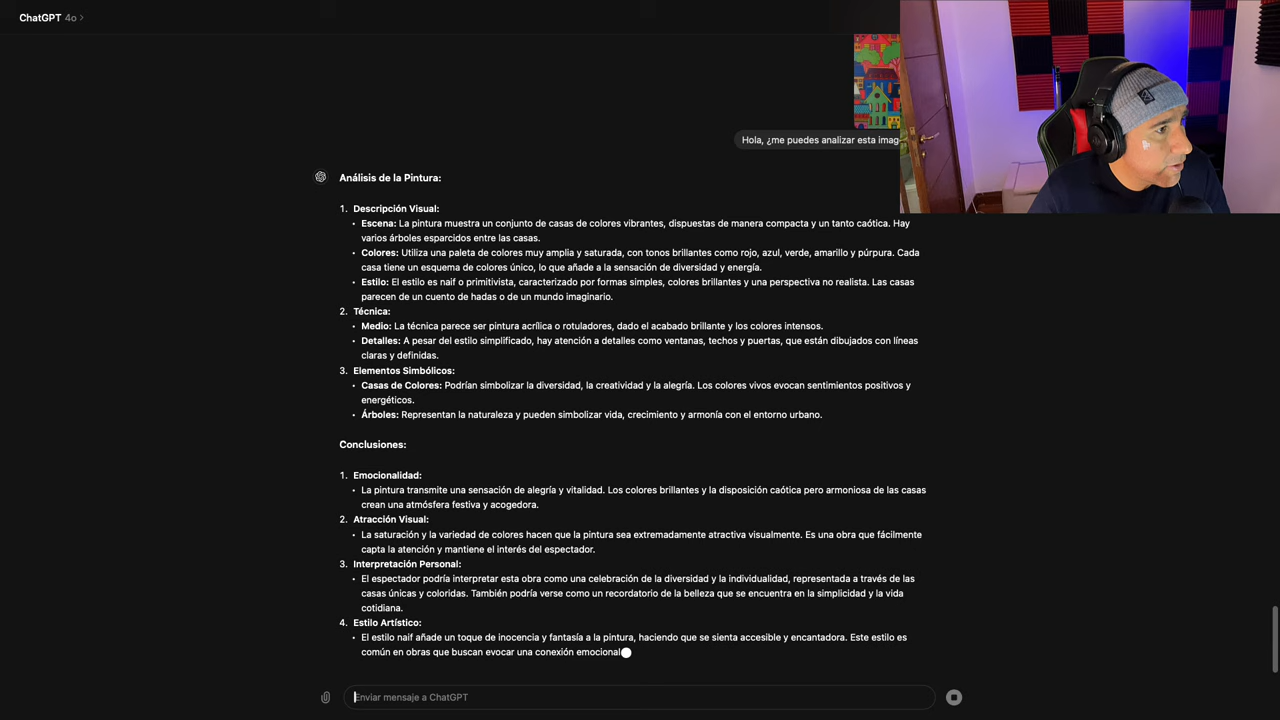 ChatGPT 4o >
Hola, ¿me puedes analizar esta imag
Análisis de la Pintura:
1. Descripción Visual:
• Escena: La pintura muestra un conjunto de casas de colores vibrantes, dispuestas de manera compacta y un tanto caótica. Hay
varios árboles esparcidos entre las casas.
• Colores: Utiliza una paleta de colores muy amplia y saturada, con tonos brillantes como rojo, azul, verde, amarillo y púrpura. Cada
casa tiene un esquema de colores único, lo que añade a la sensación de diversidad y energía.
• Estilo: El estilo es naif o primitivista, caracterizado por formas simples, colores brillantes y una perspectiva no realista. Las casas
parecen de un cuento de hadas o de un mundo imaginario.
2. Técnica:
• Medio: La técnica parece ser pintura acrílica o rotuladores, dado el acabado brillante y los colores intensos.
• Detalles: A pesar del estilo simplificado, hay atención a detalles como ventanas, techos y puertas, que están dibujados con líneas
claras y definidas.
3. Elementos Simbólicos:
• Casas de Colores: Podrían simbolizar la diversidad, la creatividad y la alegría. Los colores vivos evocan sentimientos positivos y
energéticos.
• Árboles: Representan la naturaleza y pueden simbolizar vida, crecimiento y armonía con el entorno urbano.
Conclusiones:
1. Emocionalidad:
• La pintura transmite una sensación de alegría y vitalidad. Los colores brillantes y la disposición caótica pero armoniosa de las casas
crean una atmósfera festiva y acogedora.
2. Atracción Visual:
• La saturación y la variedad de colores hacen que la pintura sea extremadamente atractiva visualmente. Es una obra que fácilmente
capta la atención y mantiene el interés del espectador.
3. Interpretación Personal:
• El espectador podría interpretar esta obra como una celebración de la diversidad y la individualidad, representada a través de las
casas únicas y coloridas. También podría verse como un recordatorio de la belleza que se encuentra en la simplicidad y la vida
cotidiana.
4. Estilo Artístico:
• El estilo naif añade un toque de inocencia y fantasía a la pintura, haciendo que se sienta accesible y encantadora. Este estilo es
común en obras que buscan evocar una conexión emocional
Enviar mensaje a ChatGPT